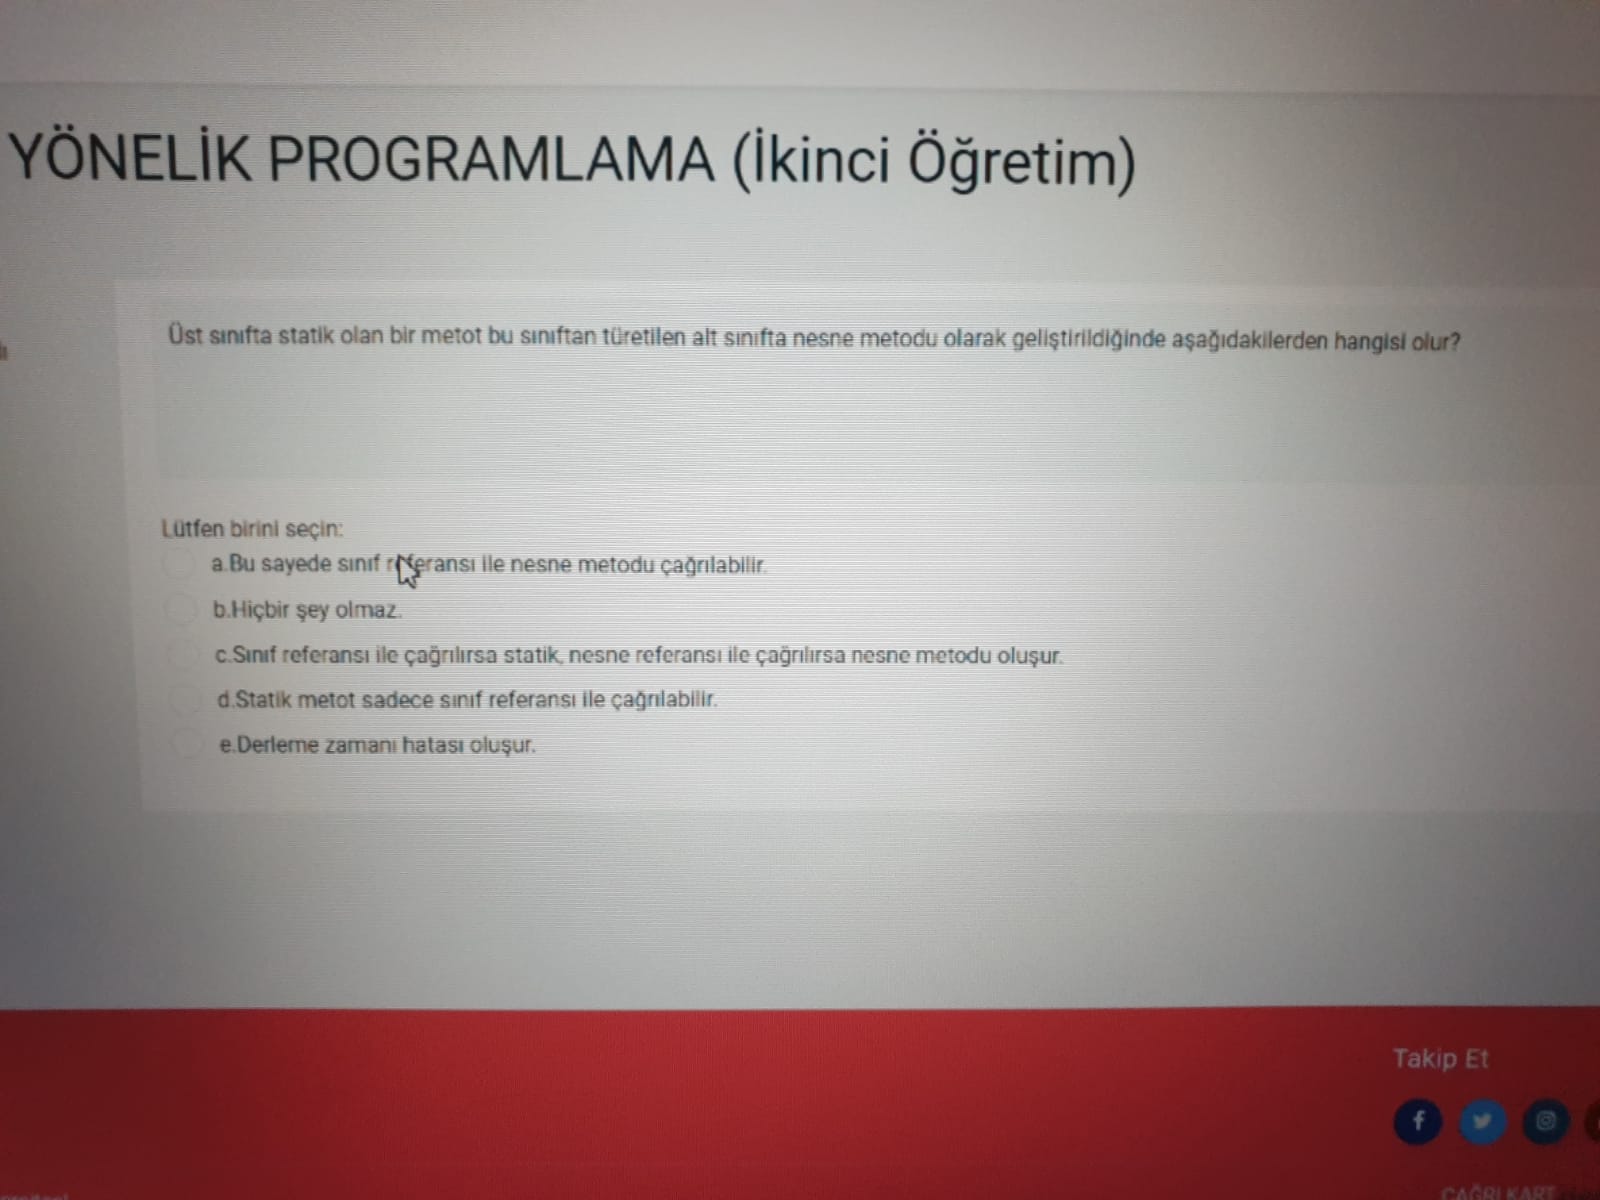 YÖNELİK PROGRAMLAMA (İkinci Öğretim)
Üst sınıfta statik olan bir metot bu sınıftan türetilen alt sınıfta nesne metodu olarak geliştirildiğinde aşağıdakilerden hangisi olur?
Lütfen birini seçin:
a.Bu sayede sınıf referansı ile nesne metodu çağrılabilir.
b.Hiçbir şey olmaz.
c.Sınıf referansı ile çağrılırsa statik, nesne referansı ile çağrılırsa nesne metodu oluşur.
d.Statik metot sadece sınıf referansı ile çağrılabilir.
e.Derleme zamanı hatası oluşur.
Takip Et
ÇAĞRI KART